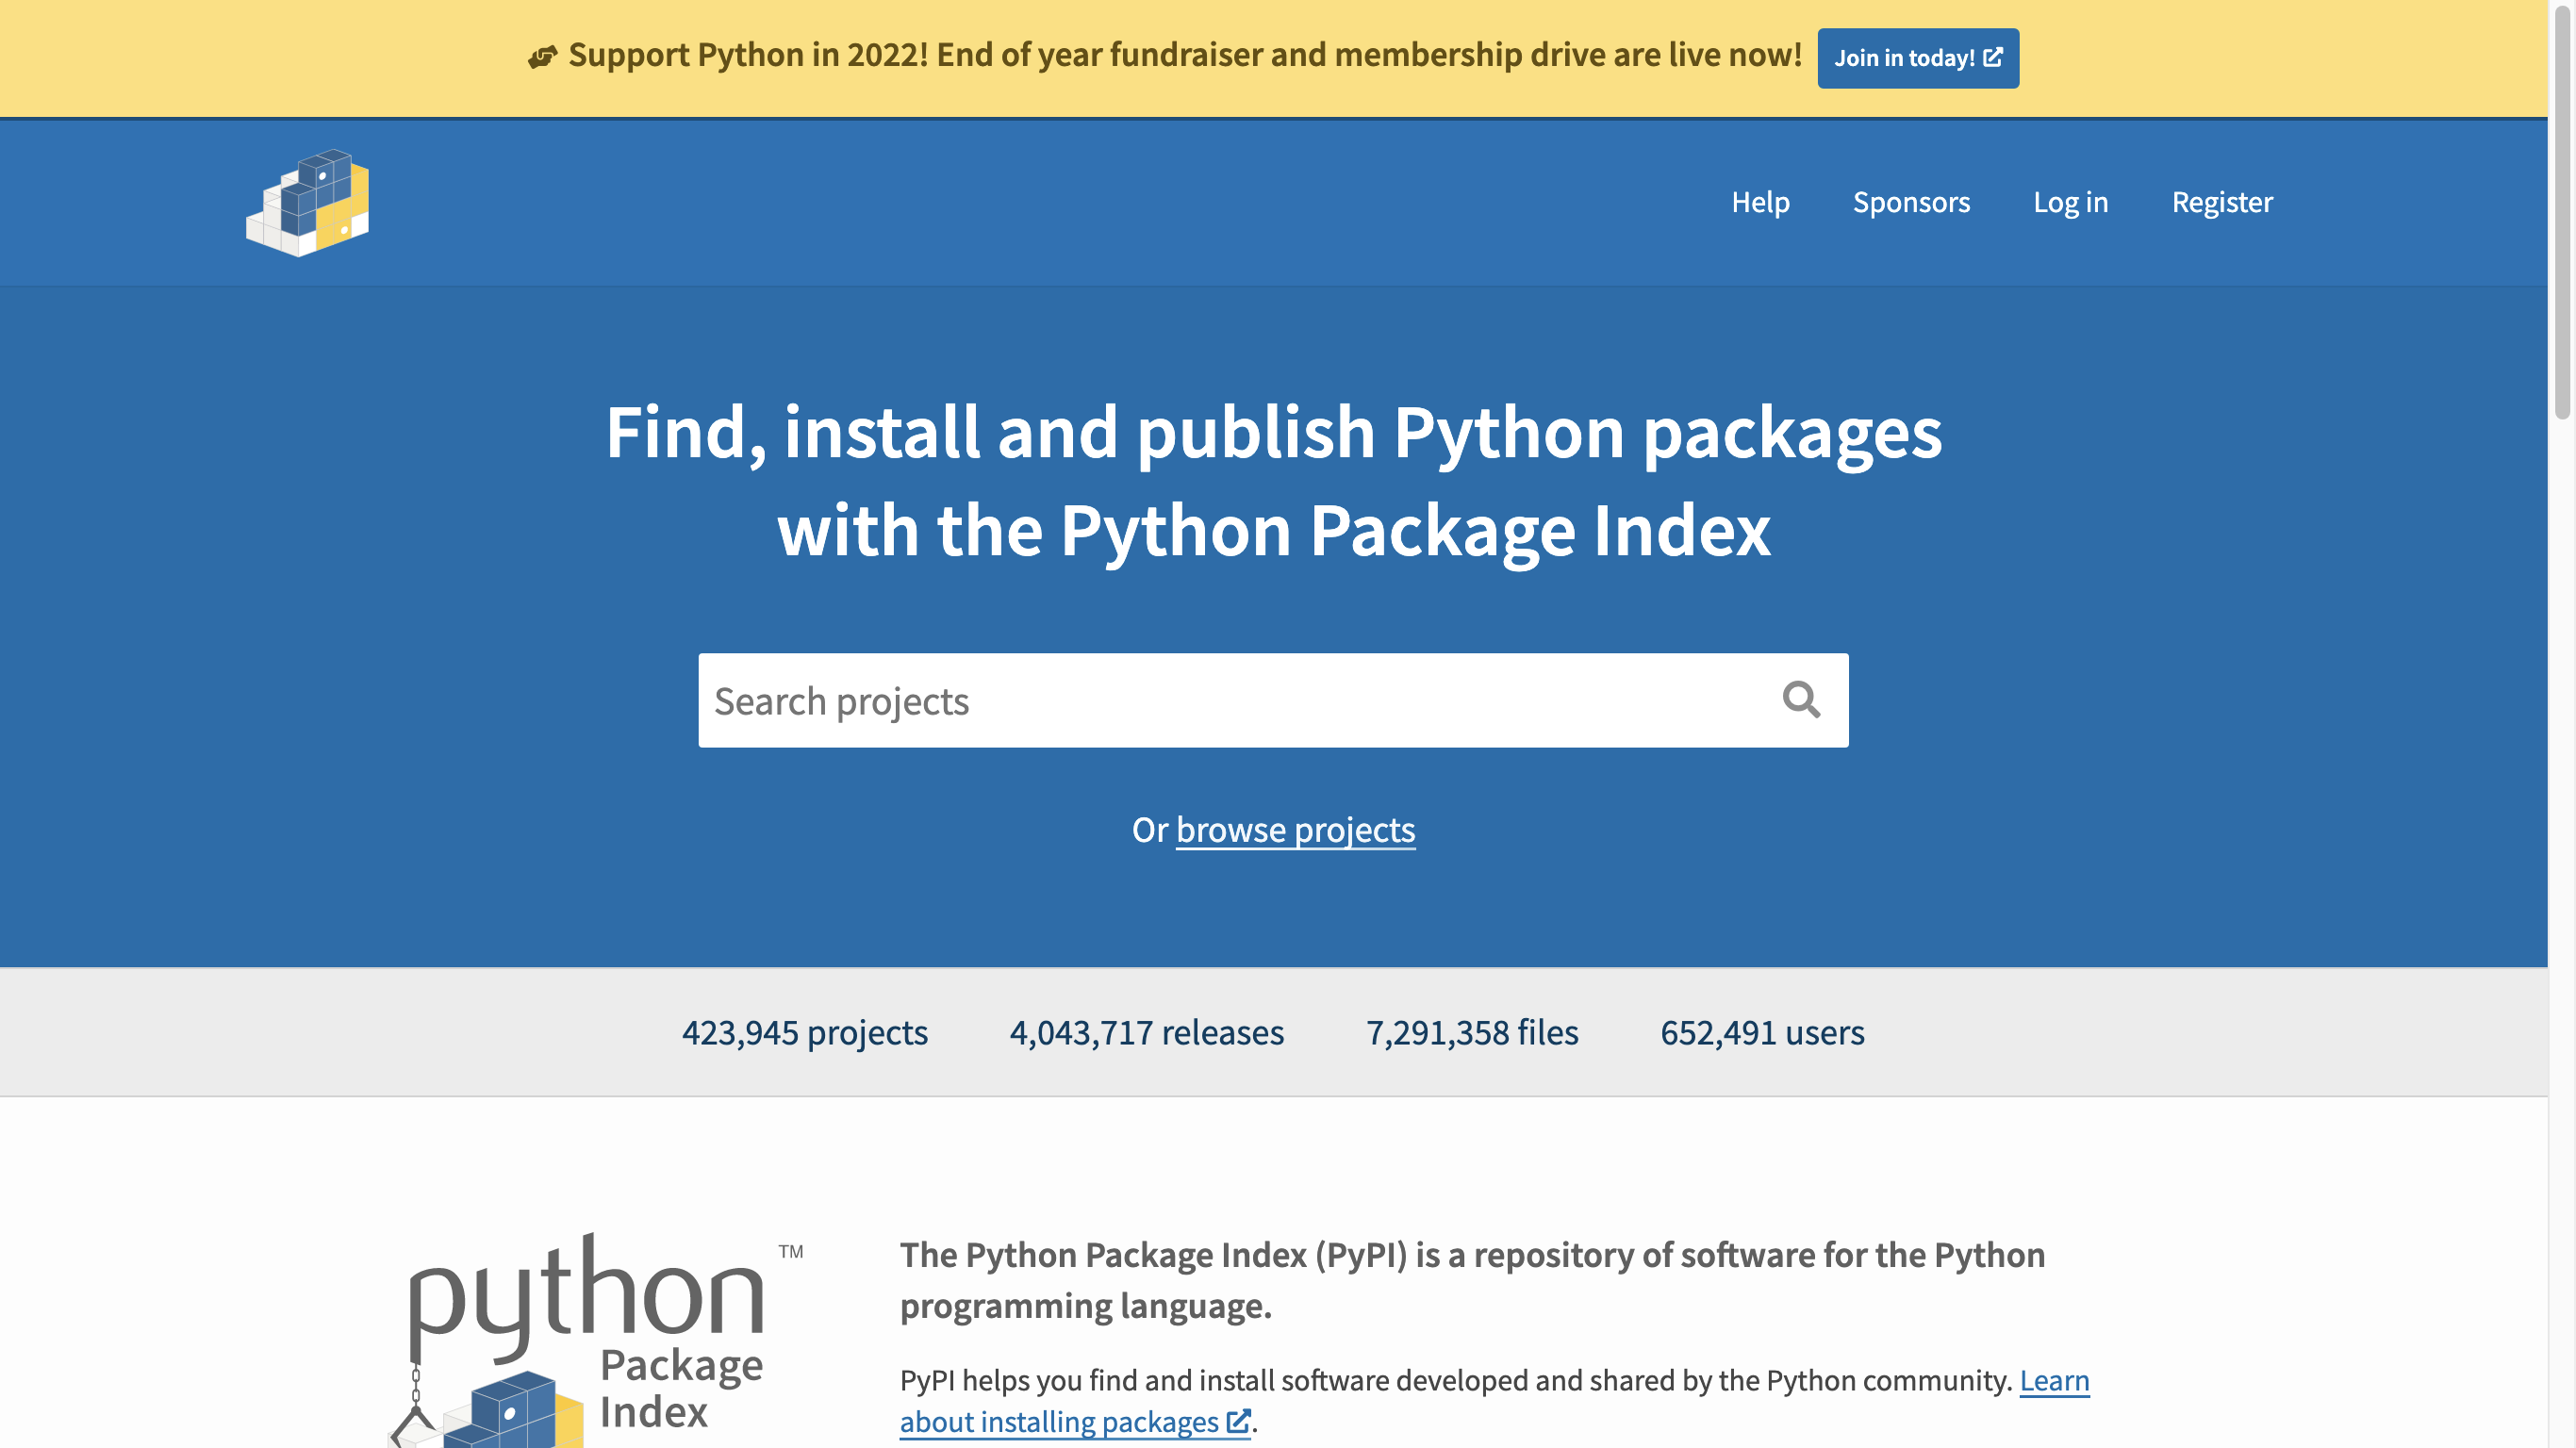 Support Python in 2022! End of year fundraiser and membership drive are live now! Join in today!
Help Sponsors Log in Register
Find, install and publish Python packages
with the Python Package Index
Search projects
Or browse projects
423,945 projects 4,043,717 releases 7,291,358 files 652,491 users
python TM
Package
Index
The Python Package Index (PyPI) is a repository of software for the Python
programming language.
PyPI helps you find and install software developed and shared by the Python community. Learn
about installing packages.